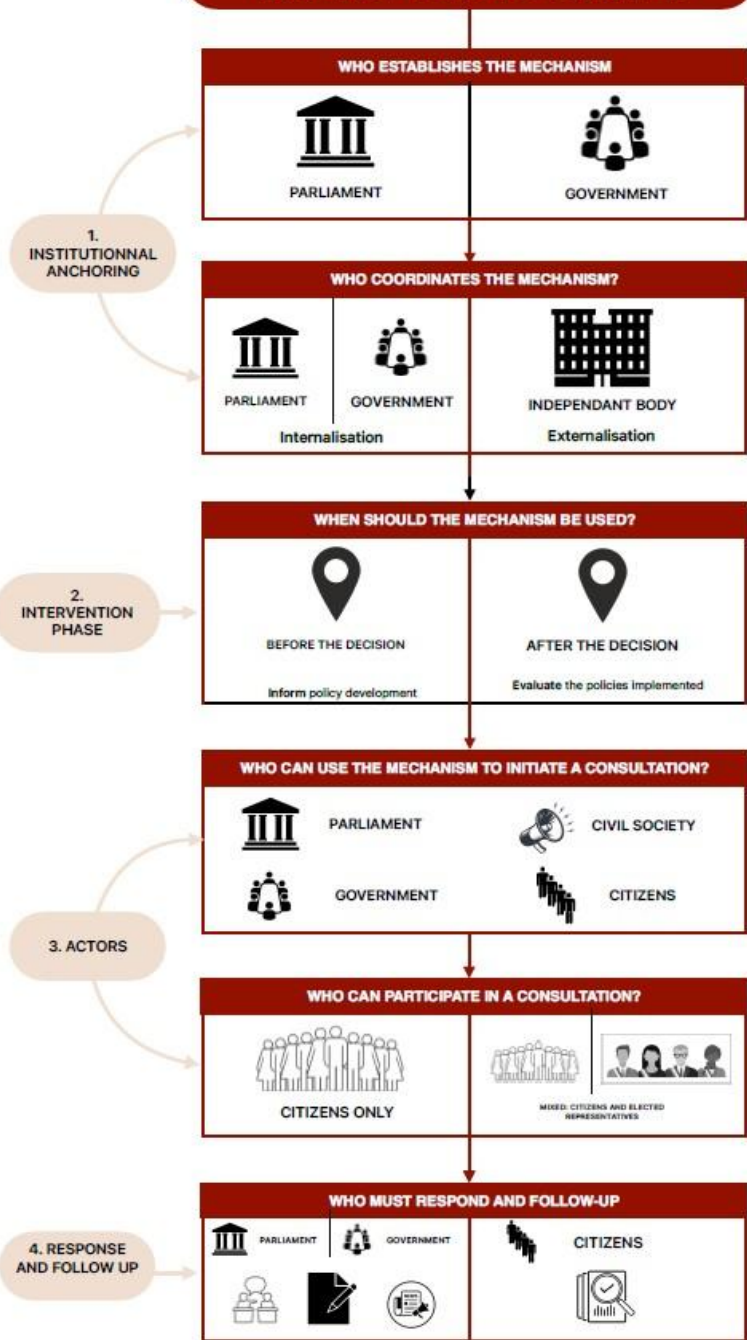 WHO ESTABLISHES THE MECHANISM
PARLIAMENT
GOVERNMENT
1.
INSTITUTIONNAL
ANCHORING
WHO COORDINATES THE MECHANISM?
PARLIAMENT
GOVERNMENT
Internalisation
INDEPENDANT BODY
Externalisation
WHEN SHOULD THE MECHANISM BE USED?
2.
INTERVENTION
PHASE
BEFORE THE DECISION
Inform policy development
AFTER THE DECISION
Evaluate the policies implemented
WHO CAN USE THE MECHANISM TO INITIATE A CONSULTATION?
PARLIAMENT
CIVIL SOCIETY
GOVERNMENT
CITIZENS
3. ACTORS
WHO CAN PARTICIPATE IN A CONSULTATION?
CITIZENS ONLY
MIXED: CITIZENS AND ELECTED
REPRESENTATIVES
WHO MUST RESPOND AND FOLLOW-UP
4. RESPONSE
AND FOLLOW UP
PARLIAMENT
GOVERNMENT
CITIZENS